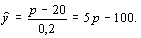 ŷ = (p − 20)/0,2 = 5p − 100.